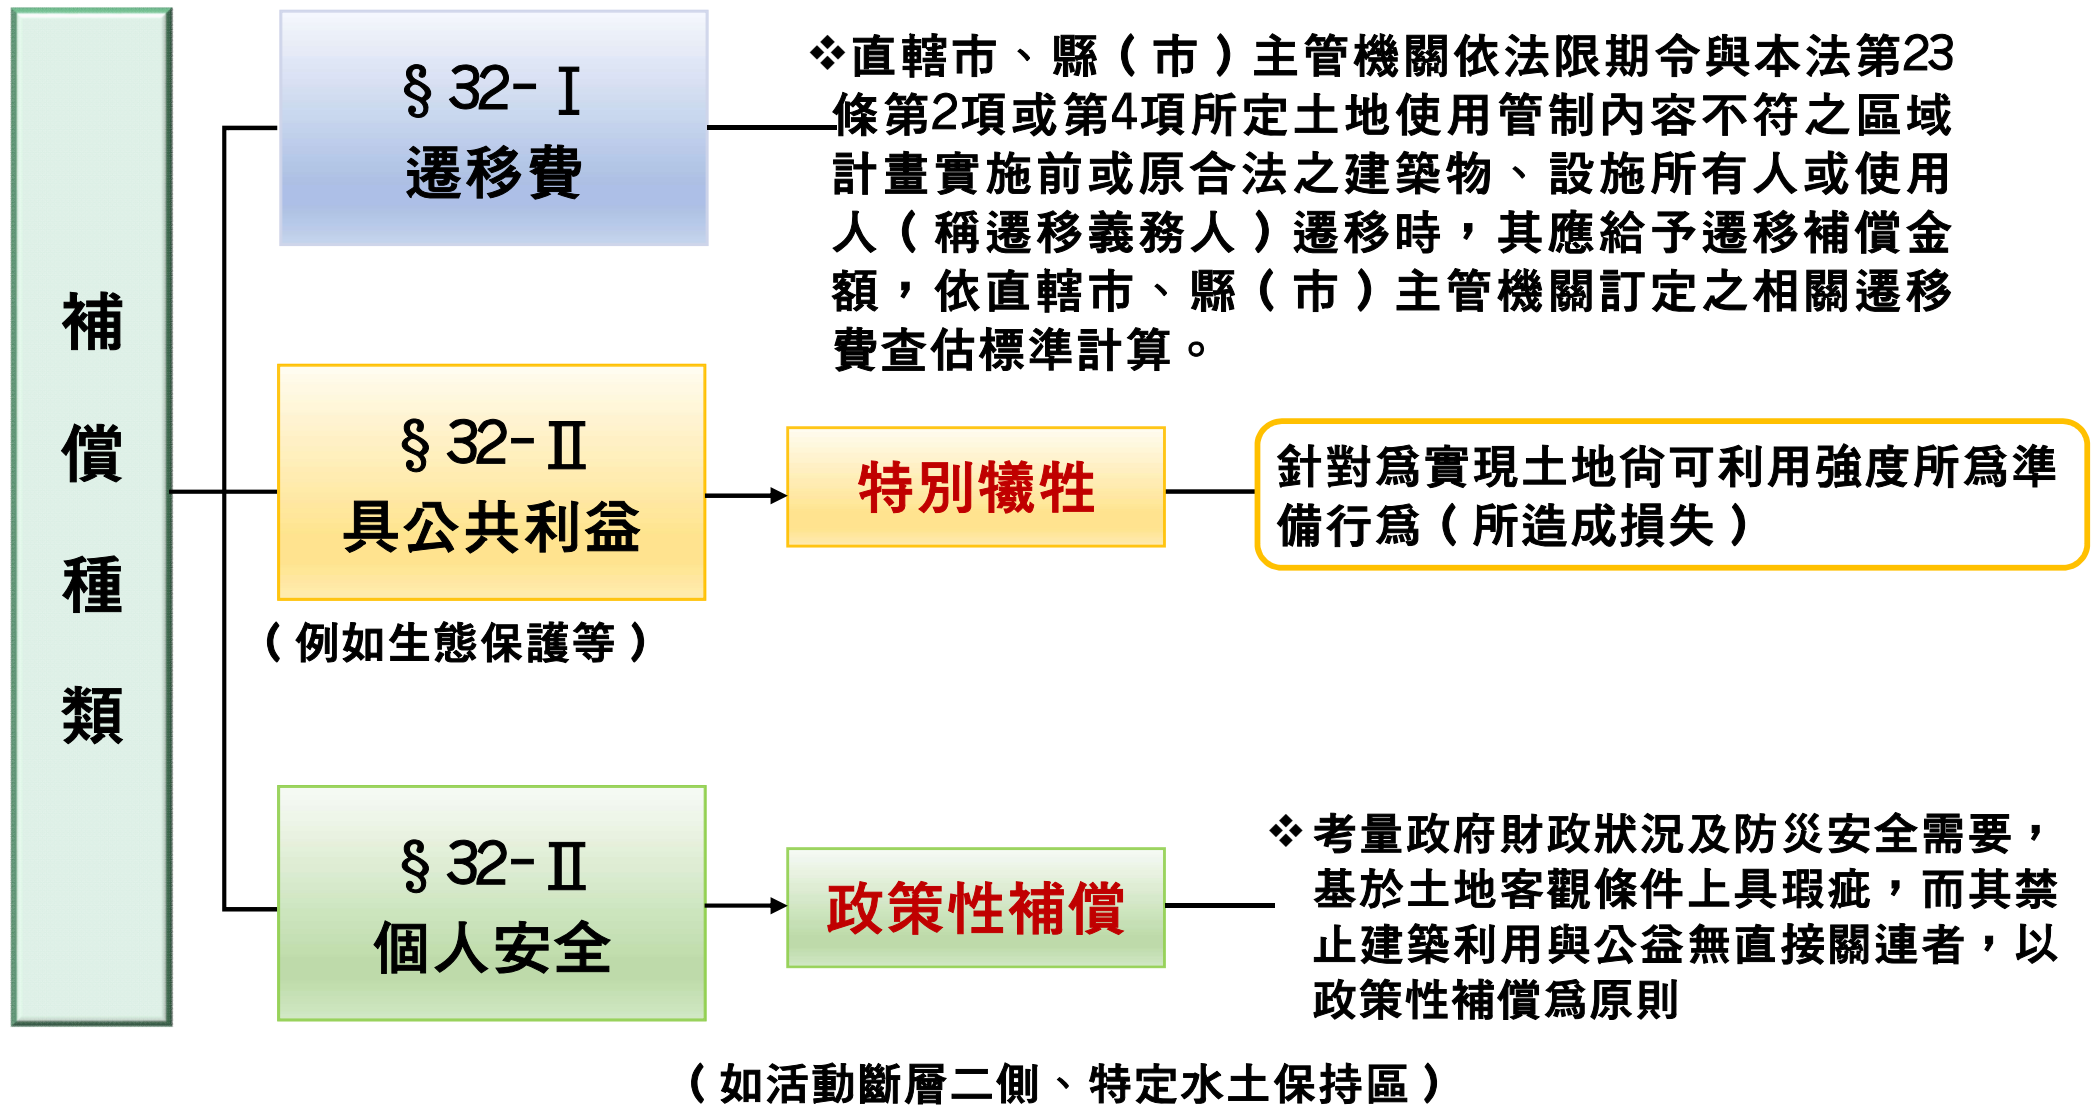 補
償
種
類
§32-Ⅰ
遷移費
❖直轄市、縣（市）主管機關依法限期令與本法第23
條第2項或第4項所定土地使用管制內容不符之區域
計畫實施前或原合法之建築物、設施所有人或使用
人（稱遷移義務人）遷移時，其應給予遷移補償金
額，依直轄市、縣（市）主管機關訂定之相關遷移
費查估標準計算。
§32-Ⅱ
具公共利益
（例如生態保護等）
特別犧牲
針對為實現土地尚可利用強度所為準
備行為（所造成損失）
§32-Ⅱ
個人安全
政策性補償
❖考量政府財政狀況及防災安全需要，
基於土地客觀條件上具瑕疵，而其禁
止建築利用與公益無直接關連者，以
政策性補償為原則
（如活動斷層二側、特定水土保持區）